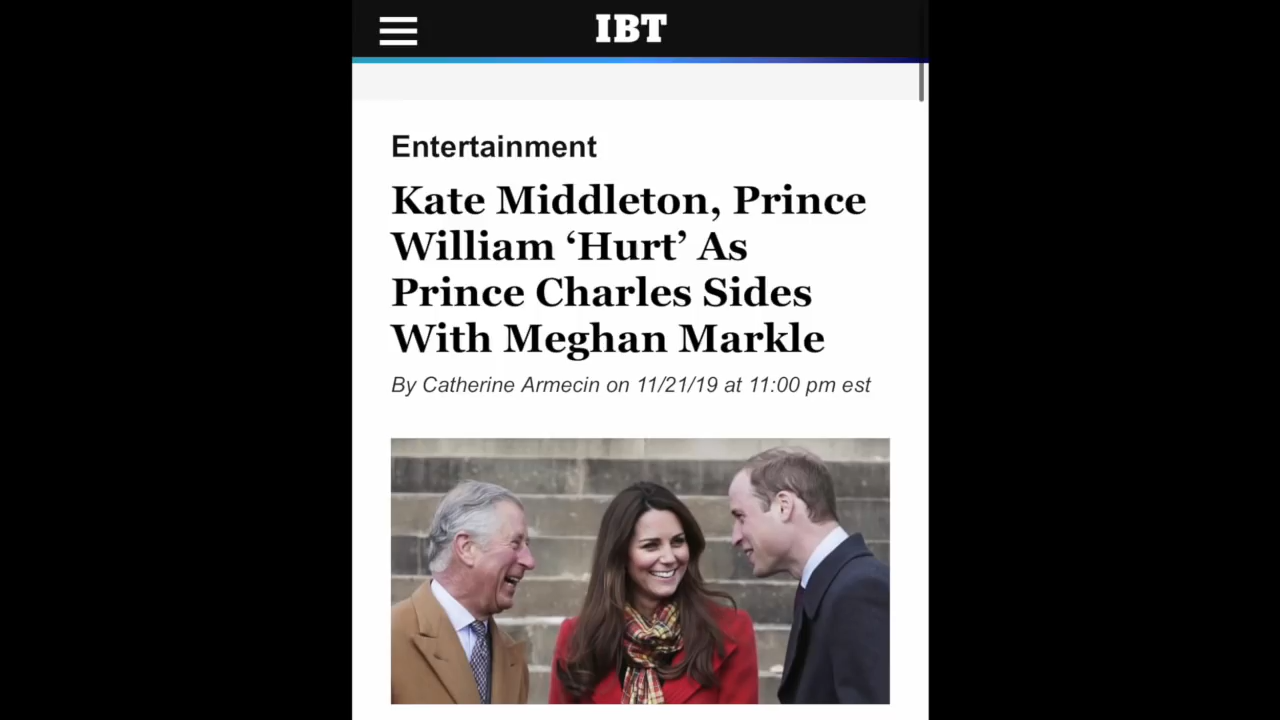 IBT
Entertainment
Kate Middleton, Prince
William ‘Hurt’ As
Prince Charles Sides
With Meghan Markle
By Catherine Armecin on 11/21/19 at 11:00 pm est